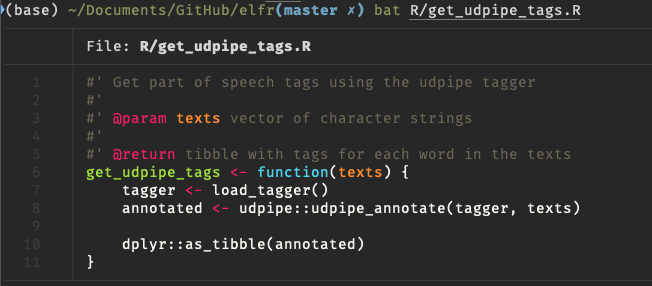 (base) ~/Documents/GitHub/elfr(master ✗) bat R/get_udpipe_tags.R
File: R/get_udpipe_tags.R
1 #' Get part of speech tags using the udpipe tagger
2 #'
3 #' @param texts vector of character strings
4 #'
5 #' @return tibble with tags for each word in the texts
6 get_udpipe_tags <- function(texts) {
7     tagger <- load_tagger()
8     annotated <- udpipe::udpipe_annotate(tagger, texts)
9
10     dplyr::as_tibble(annotated)
11 }